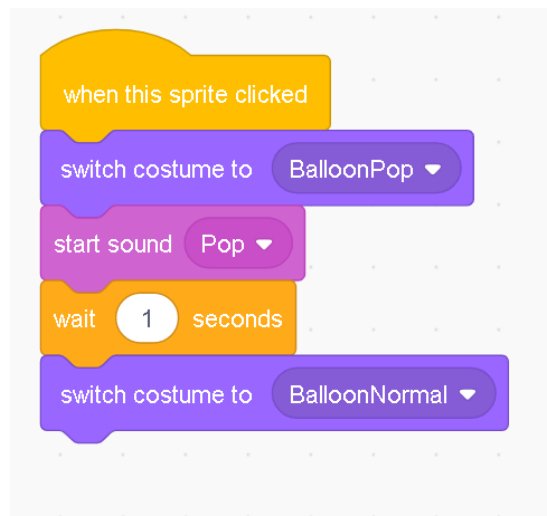 when this sprite clicked
switch costume to BalloonPop
start sound Pop
wait 1 seconds
switch costume to BalloonNormal